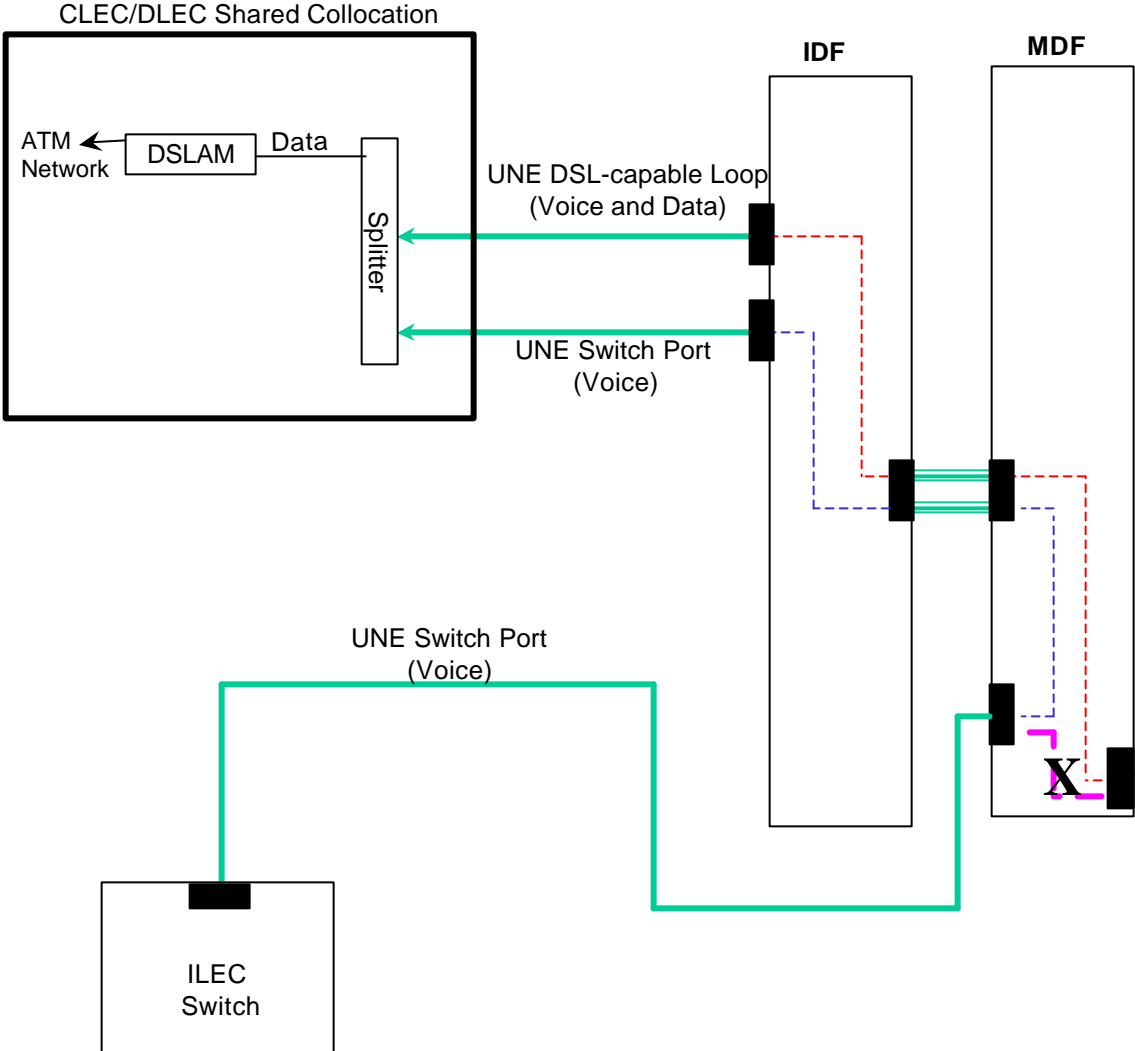 CLEC/DLEC Shared Collocation
IDF
MDF
ATM
Network
DSLAM
Data
Splitter
UNE DSL-capable Loop
(Voice and Data)
UNE Switch Port
(Voice)
UNE Switch Port
(Voice)
X
ILEC
Switch